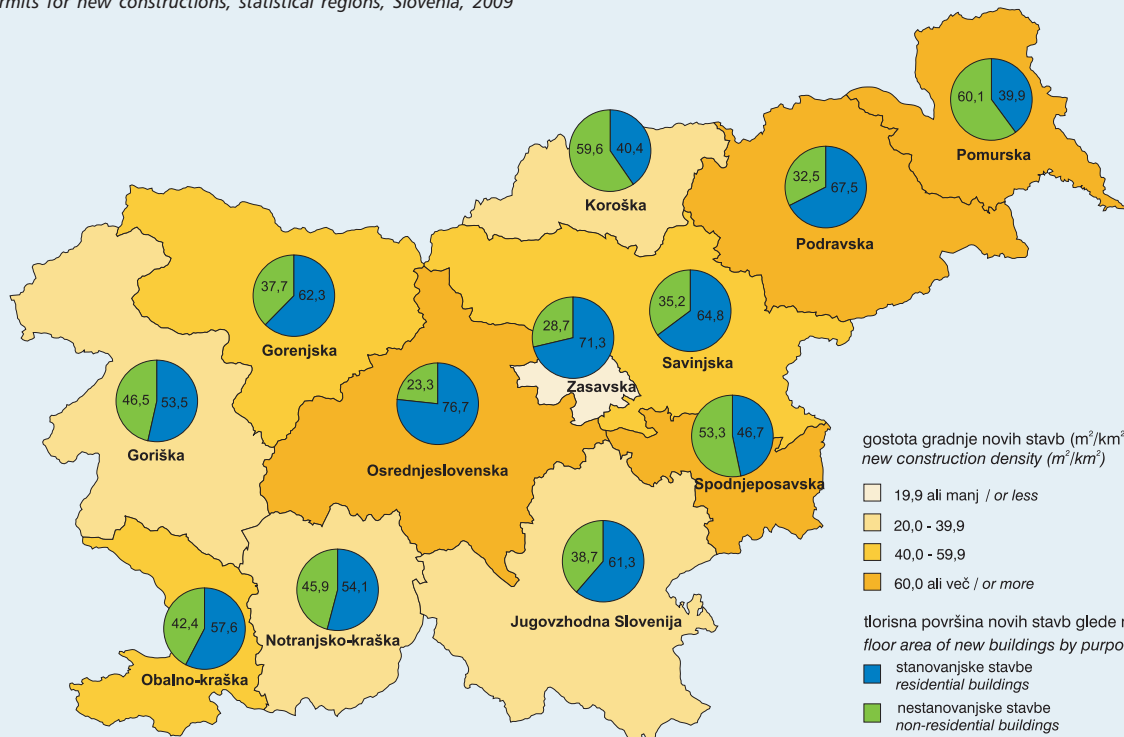 for new constructions, statistical regions, Slovenia, 2009
60,1 39,9
Pomurska
59,6 40,4
Koroška
32,5 67,5
Podravska
37,7 62,3
Gorenjska
35,2 64,8
Savinjska
28,7 71,3
Zasavska
46,5 53,5
Goriška
23,3 76,7
Osrednjeslovenska
53,3 46,7
Spodnjeposavska
38,7 61,3
Jugovzhodna Slovenija
45,9 54,1
Notranjsko-kraška
42,4 57,6
Obalno-kraška
gostota gradnje novih stavb (m²/km²
new construction density (m²/km²)
19,9 ali manj / or less
20,0 - 39,9
40,0 - 59,9
60,0 ali več / or more
tlorisna površina novih stavb glede
floor area of new buildings by
stanovanjske stavbe
residential buildings
nestanovanjske stavbe
non-residential buildings